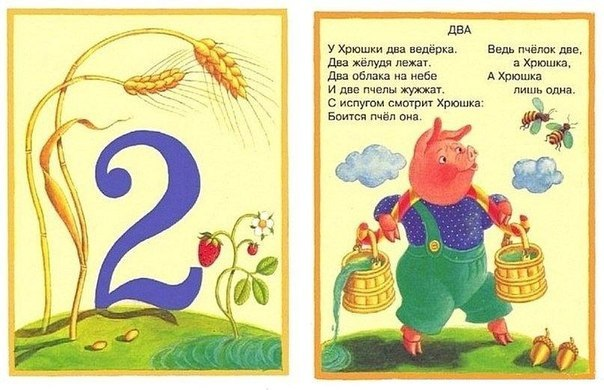 2
ДВА
У Хрюшки два ведёрка.
Два жёлудя лежат.
Два облака на небе
И две пчелы жужжат.
С испугом смотрит Хрюшка:
Боится пчёл она.
Ведь пчёлок две,
а Хрюшка,
А Хрюшка
лишь одна.